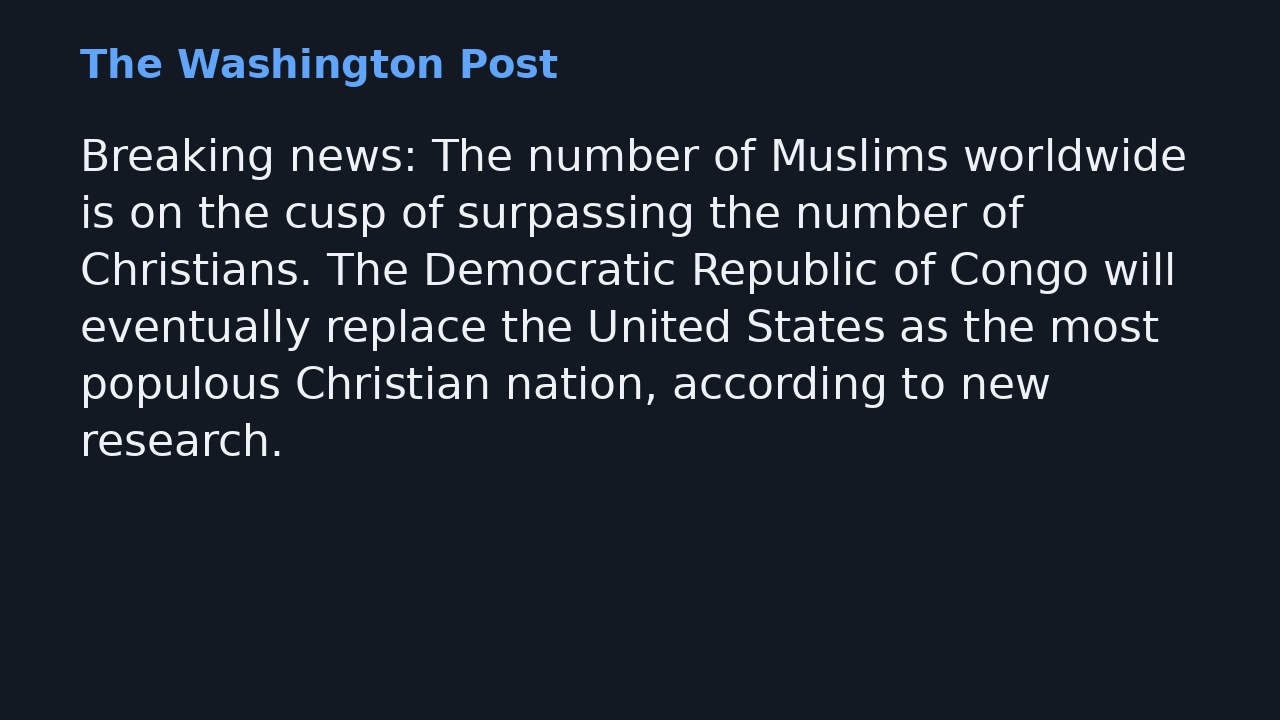 The Washington Post
Breaking news: The number of Muslims worldwide
is on the cusp of surpassing the number of
Christians. The Democratic Republic of Congo will
eventually replace the United States as the most
populous Christian nation, according to new
research.